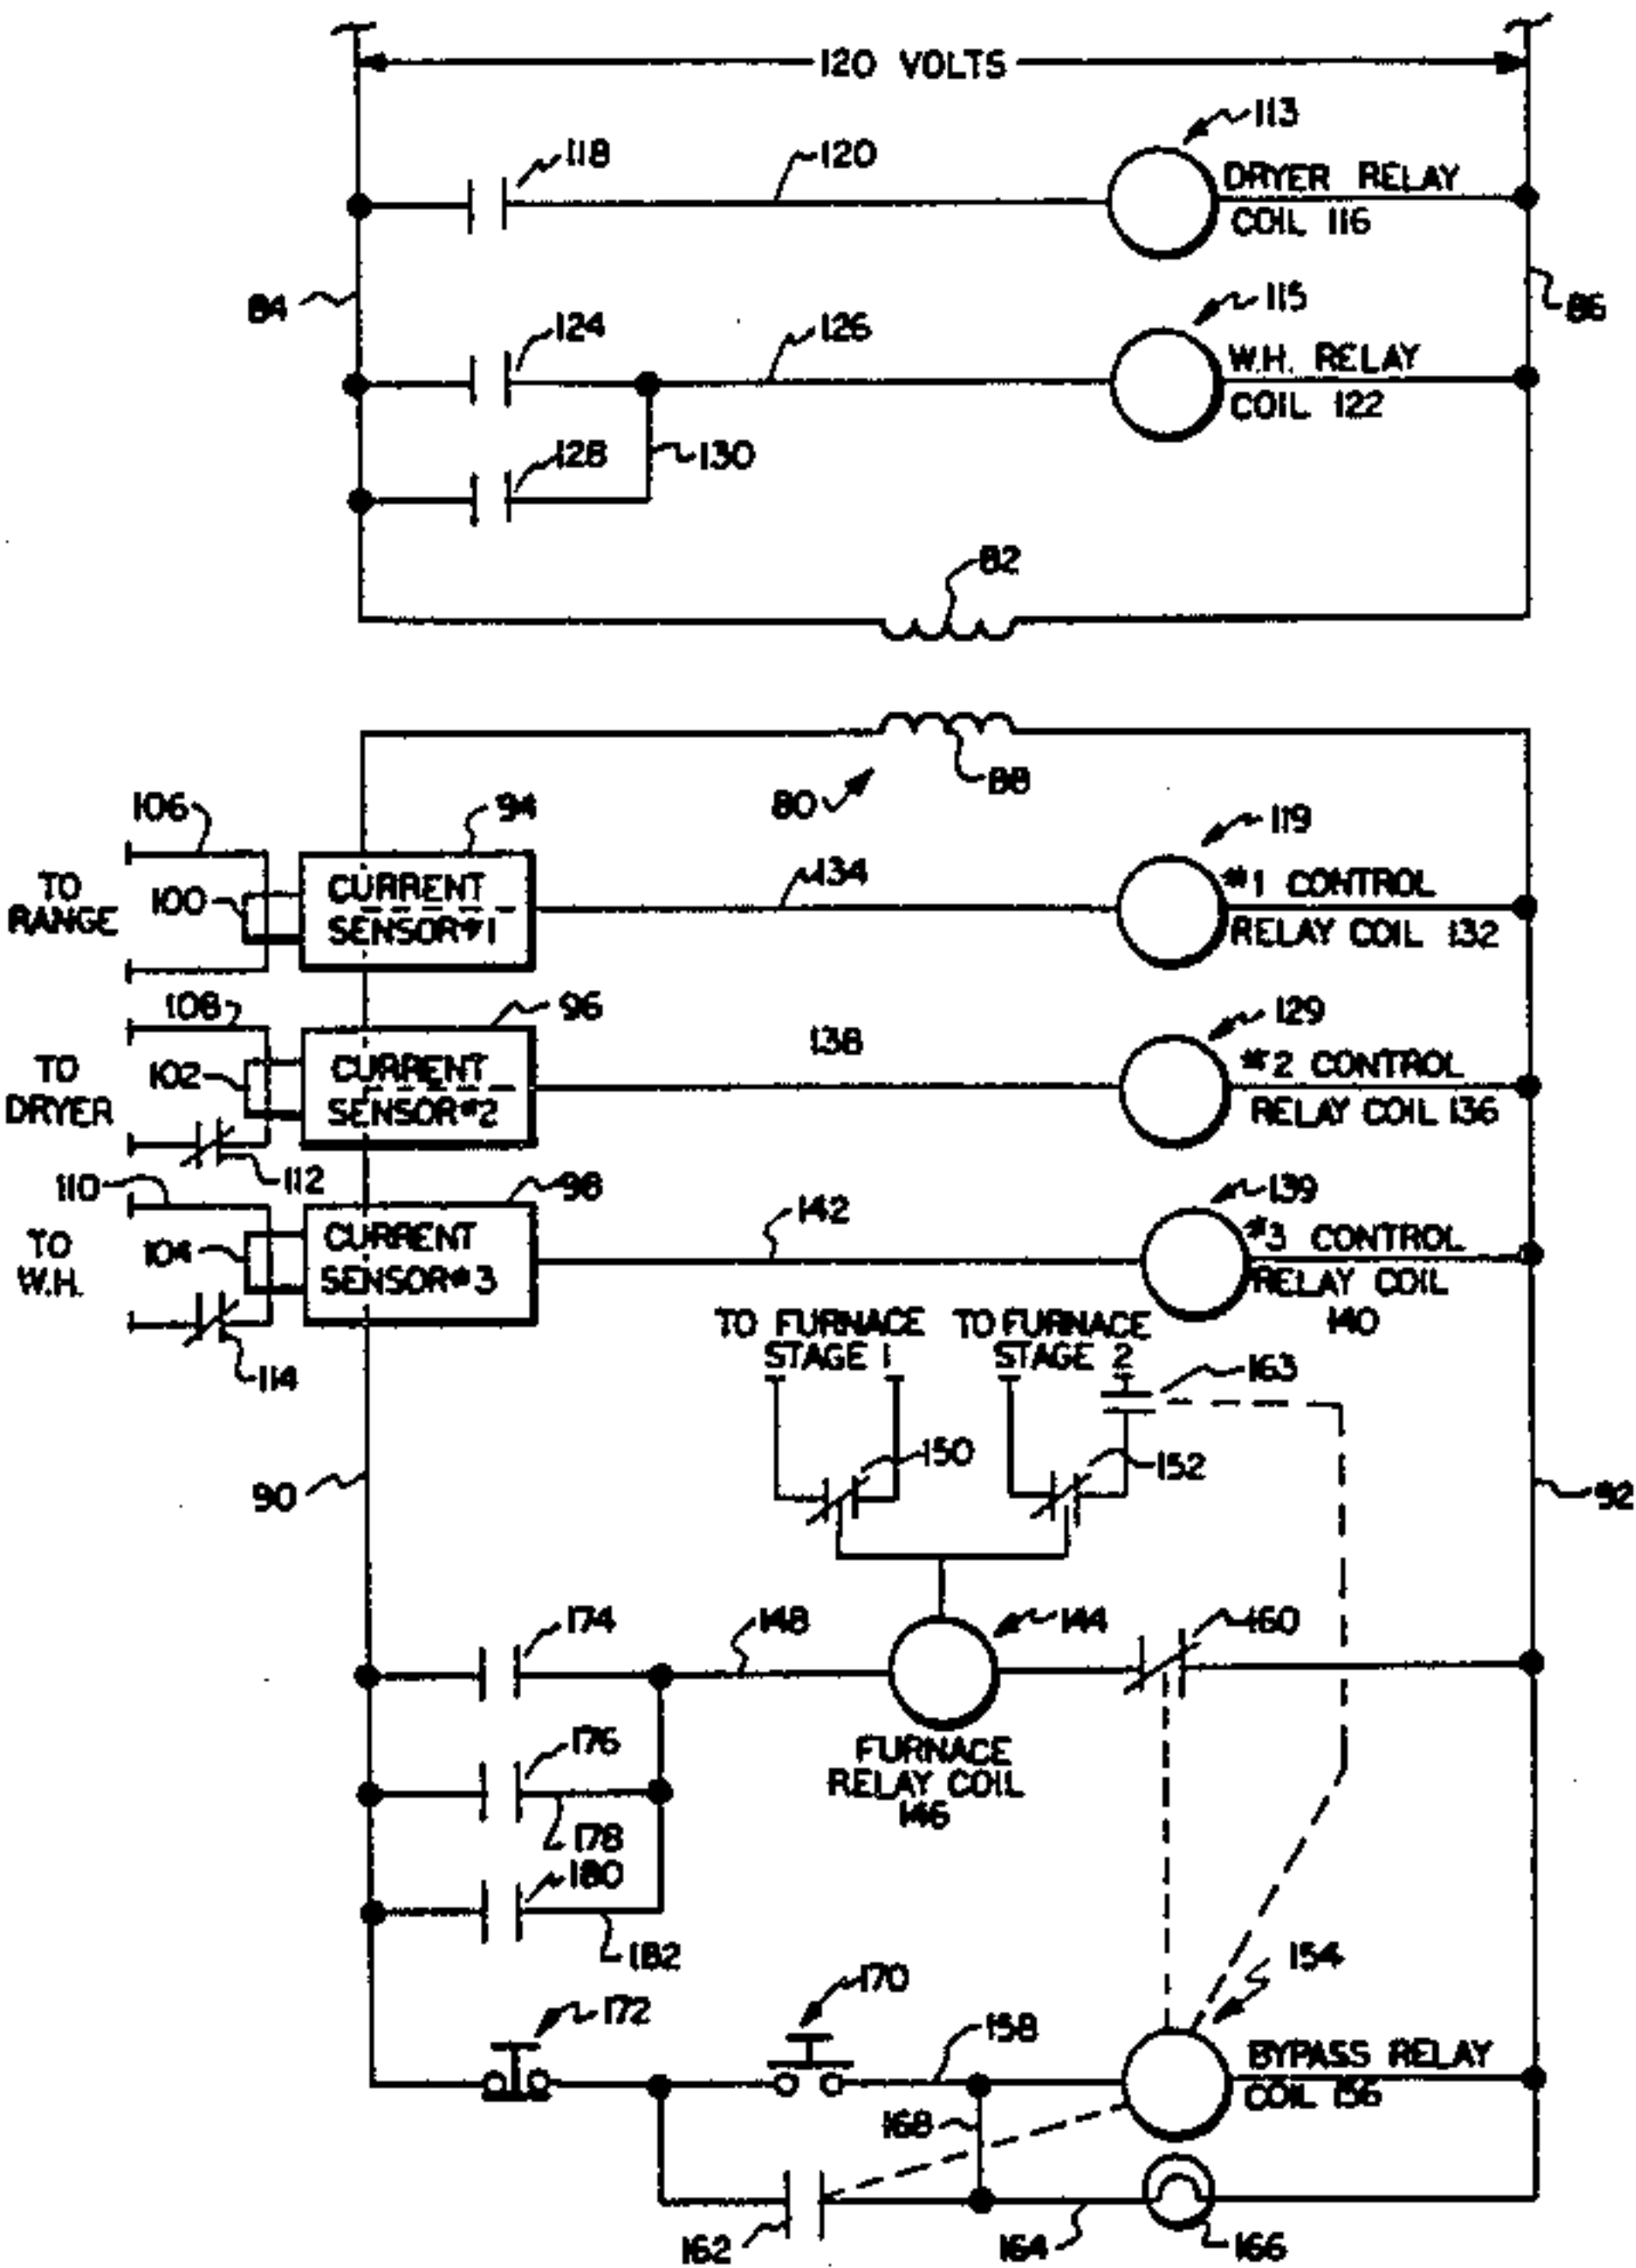 120 VOLTS
113
118
120
DRYER RELAY
COIL 116
84
115
86
124
126
W.H. RELAY
COIL 122
128
130
82
88
80
106
94
119
134
TO
RANGE
100
CURRENT
SENSOR #1
#1 CONTROL
RELAY COIL 132
108
96
129
138
TO
DRYER
102
CURRENT
SENSOR #2
#2 CONTROL
RELAY COIL 136
112
110
98
139
142
TO
W.H.
104
CURRENT
SENSOR #3
#3 CONTROL
RELAY COIL
140
114
TO FURNACE
STAGE 1
TO FURNACE
STAGE 2
163
150
152
90
92
174
148
144
160
176
FURNACE
RELAY COIL
146
178
180
182
154
172
170
158
BYPASS RELAY
COIL 156
168
162
164
166